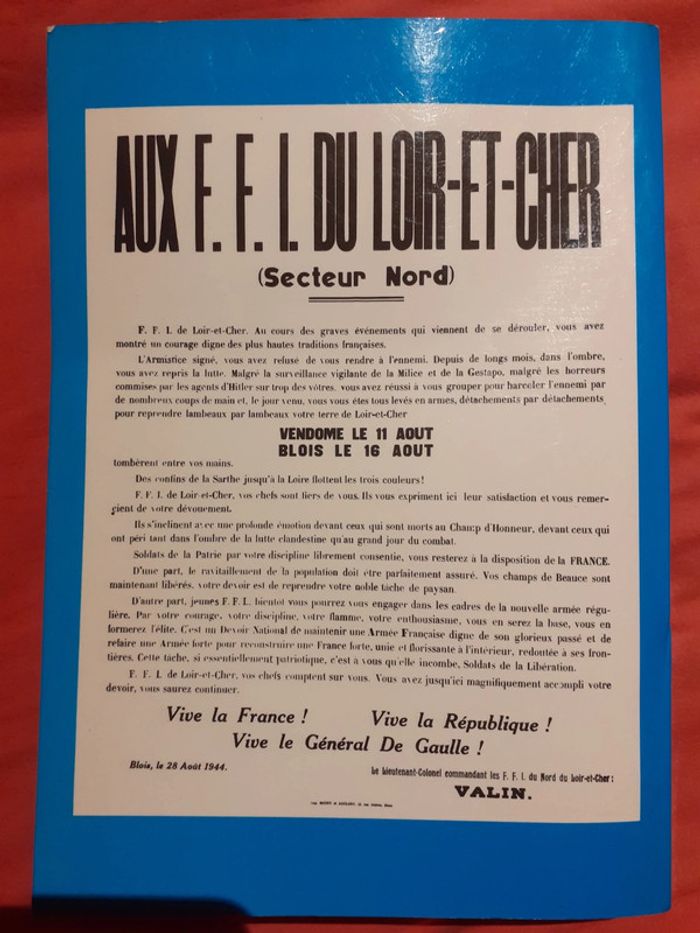 AUX F. F. I. DU LOIR-ET-CHER
(Secteur Nord)
F. F. I. de Loir-et-Cher. Au cours des graves événements qui viennent de se dérouler, vous avez
montré un courage digne des plus hautes traditions françaises.
L'Armistice signé, vous avez refusé de vous rendre à l'ennemi. Depuis de longs mois, dans l'ombre,
vous avez repris la lutte. Malgré la surveillance vigilante de la Milice et de la Gestapo, malgré les horreurs
commises par les agents d'Hitler sur trop des vôtres, vous avez réussi à vous grouper pour harceler l'ennemi par
de nombreux coups de main et, le jour venu, vous vous êtes tous levés en armes, détachements par détachements
pour reprendre lambeaux par lambeaux votre terre de Loir-et-Cher
VENDOME LE 11 AOUT
BLOIS LE 16 AOUT
tombèrent entre vos mains.
Des confins de la Sarthe jusqu'à la Loire flottent les trois couleurs !
F. F. I. de Loir-et-Cher, vos chefs sont fiers de vous. Ils vous expriment ici leur satisfaction et vous remer-
cient de votre dévouement.
Ils s'inclinent avec une profonde émotion devant ceux qui sont morts au Champ d'Honneur, devant ceux qui
ont péri tant dans l'ombre de la lutte clandestine qu'au grand jour du combat.
Soldats de la Patrie par votre discipline librement consentie, vous resterez à la disposition de la FRANCE.
D'une part, le ravitaillement de la population doit être parfaitement assuré. Vos champs de Beauce sont
maintenant libérés, votre devoir est de reprendre votre noble tâche de paysan.
D'autre part, jeunes F. F. I., bientôt vous pourrez vous engager dans les cadres de la nouvelle armée régu-
lière. Par votre courage, votre discipline, votre flamme, votre enthousiasme, vous en serez la base, vous en
formerez l'élite. C'est un Devoir National de maintenir une Armée Française digne de son glorieux passé et de
refaire une Armée forte pour reconstruire une France forte, unie et florissante à l'intérieur, redoutée à ses fron-
tières. Cette tâche, si essentiellement patriotique, c'est à vous qu'elle incombe, Soldats de la Libération.
F. F. I. de Loir-et-Cher, vos chefs comptent sur vous. Vous avez jusqu'ici magnifiquement accompli votre
devoir, vous saurez continuer.
Vive la France ! Vive la République !
Vive le Général De Gaulle !
Blois, le 28 Août 1944.
Le Lieutenant-Colonel commandant les F. F. I. du Nord du Loir-et-Cher :
VALIN.